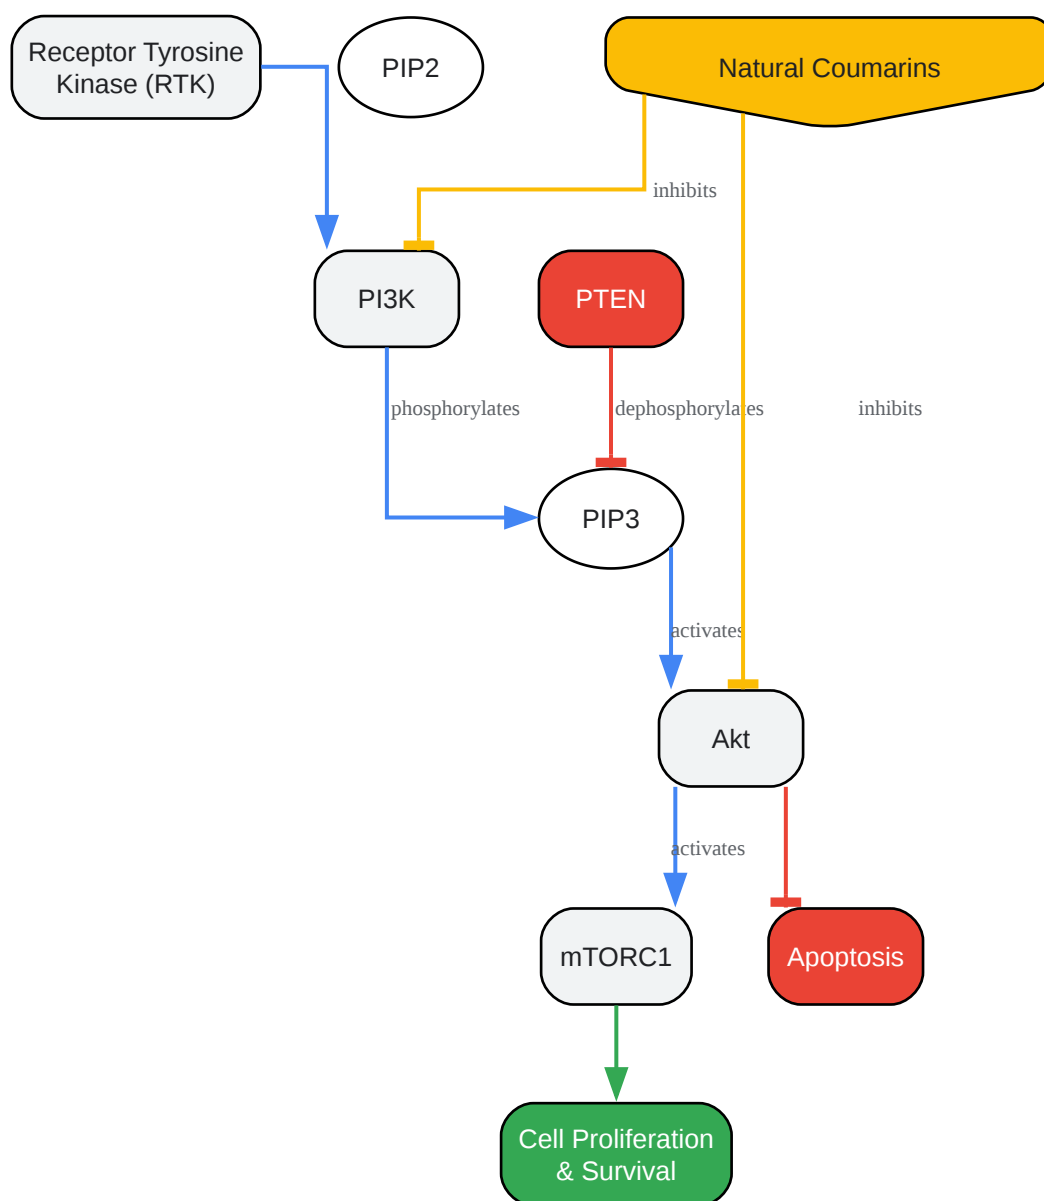 Receptor Tyrosine
Kinase (RTK)
PIP2
Natural Coumarins
inhibits
PI3K
PTEN
phosphorylates
dephosphorylates
inhibits
PIP3
activates
Akt
activates
mTORC1
Apoptosis
Cell Proliferation
& Survival